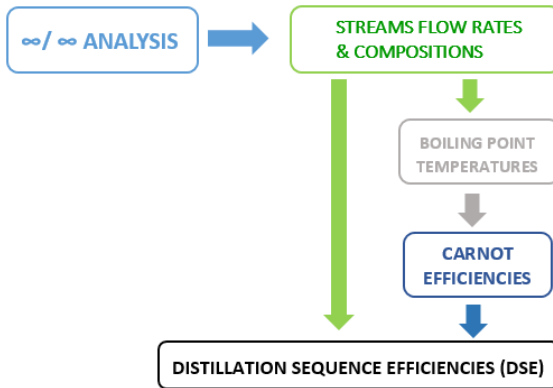 ∞/ ∞ ANALYSIS
STREAMS FLOW RATES
& COMPOSITIONS
BOILING POINT
TEMPERATURES
CARNOT
EFFICIENCIES
DISTILLATION SEQUENCE EFFICIENCIES (DSE)